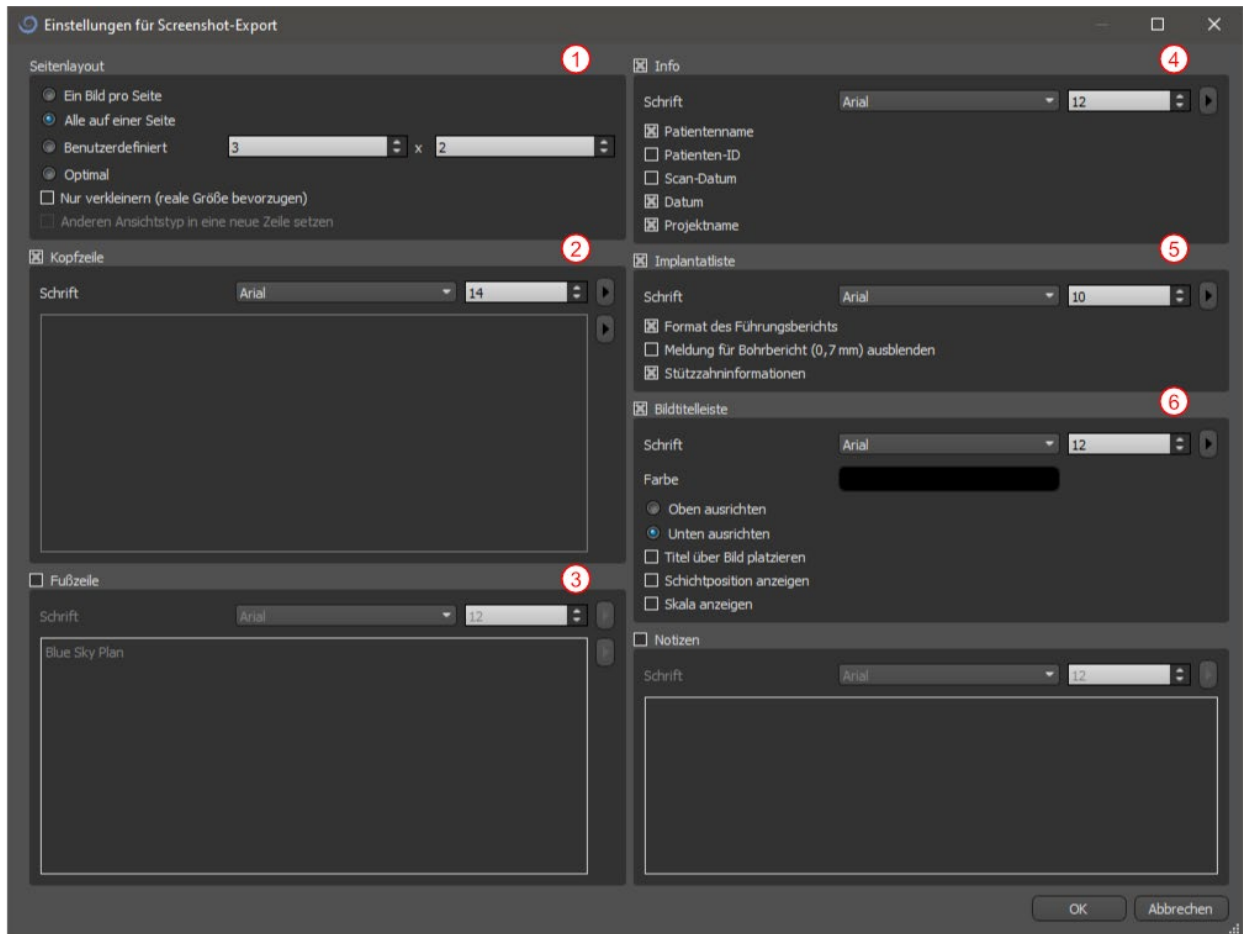 Einstellungen für Screenshot-Export
Seitenlayout
1
Ein Bild pro Seite
Alle auf einer Seite
Benutzerdefiniert 3 x 2
Optimal
Nur verkleinern (reale Größe bevorzugen)
Anderen Ansichtstyp in eine neue Zeile setzen
Kopfzeile
2
Schrift Arial 14
Fußzeile
3
Schrift Arial 12
Blue Sky Plan
Info
4
Schrift Arial 12
Patientenname
Patienten-ID
Scan-Datum
Datum
Projektname
Implantatliste
5
Schrift Arial 10
Format des Führungsberichts
Meldung für Bohrbericht (0,7 mm) ausblenden
Stützzahninformationen
Bildtitelleiste
6
Schrift Arial 12
Farbe
Oben ausrichten
Unten ausrichten
Titel über Bild platzieren
Schichtposition anzeigen
Skala anzeigen
Notizen
Schrift Arial 12
OK Abbrechen